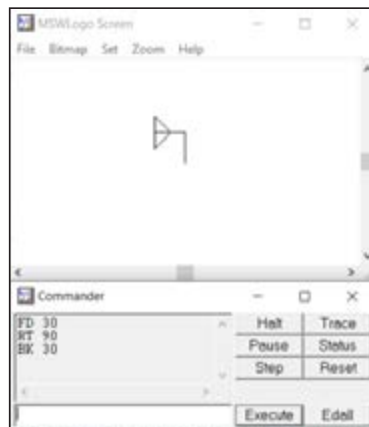 MSWLogo Screen
File Bitmap Set Zoom Help
Commander
FD 30
RT 90
BK 30
Halt Trace
Pause Status
Step Reset
Execute Edall